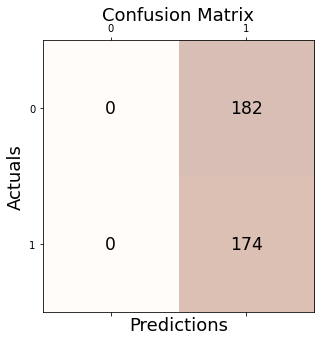 Confusion Matrix
0 1
0 0 182
Actuals
1 0 174
Predictions